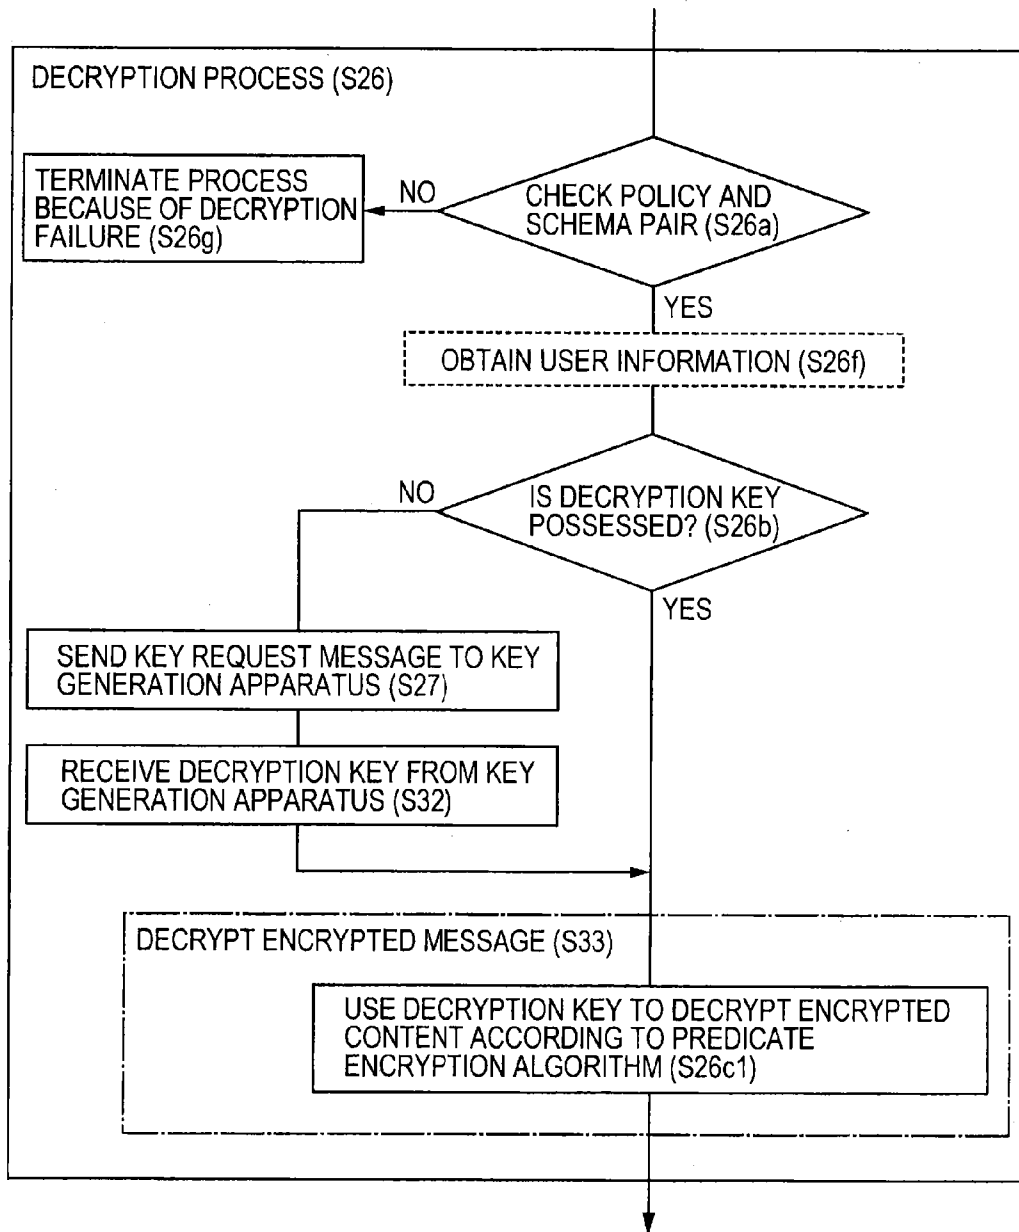 DECRYPTION PROCESS (S26)
TERMINATE PROCESS
BECAUSE OF DECRYPTION
FAILURE (S26g)
NO
CHECK POLICY AND
SCHEMA PAIR (S26a)
YES
OBTAIN USER INFORMATION (S26f)
NO
IS DECRYPTION KEY
POSSESSED? (S26b)
YES
SEND KEY REQUEST MESSAGE TO KEY
GENERATION APPARATUS (S27)
RECEIVE DECRYPTION KEY FROM KEY
GENERATION APPARATUS (S32)
DECRYPT ENCRYPTED MESSAGE (S33)
USE DECRYPTION KEY TO DECRYPT ENCRYPTED
CONTENT ACCORDING TO PREDICATE
ENCRYPTION ALGORITHM (S26c1)